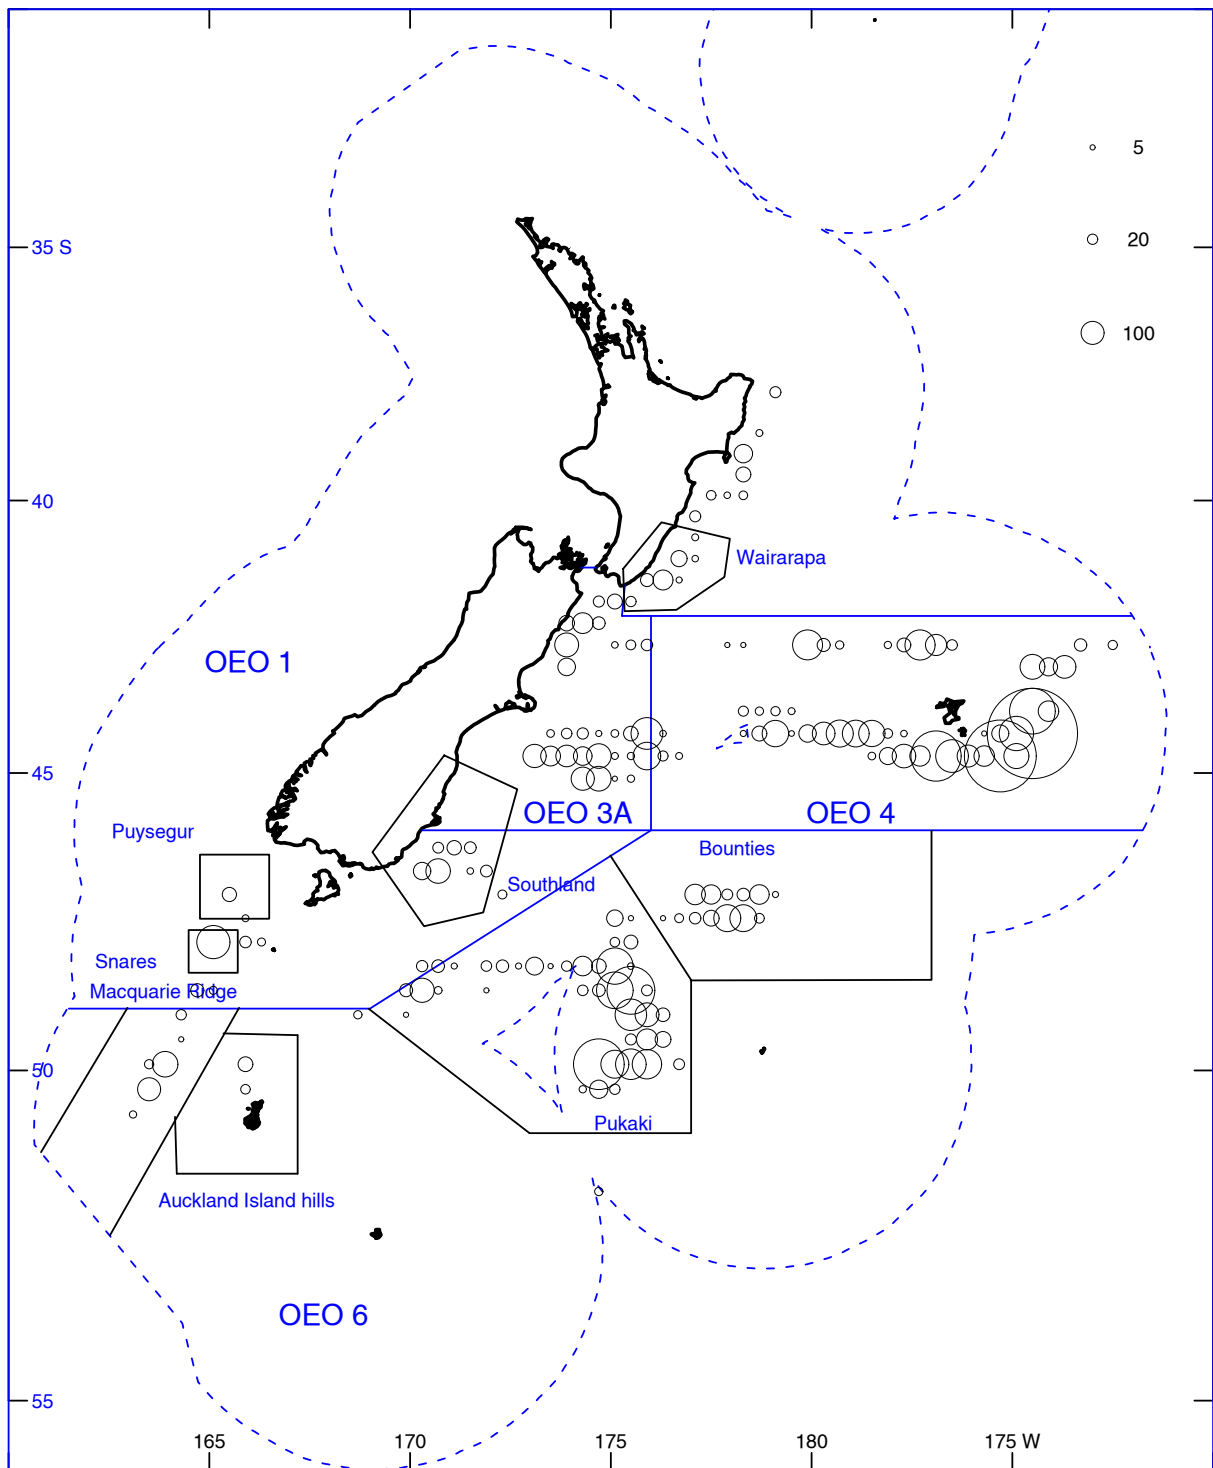 5
20
35 S
100
40
Wairarapa
OEO 1
45
OEO 3A
OEO 4
Puysegur
Bounties
Southland
Snares
Macquarie Ridge
50
Pukaki
Auckland Island hills
OEO 6
55
165
170
175
180
175 W